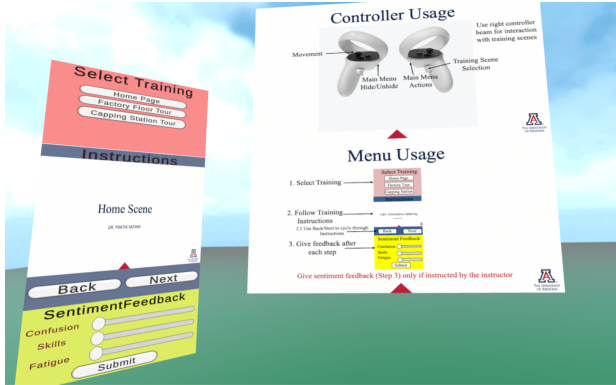 Select Training
Home Page
Factory Floor Tour
Capping Station Tour
Instructions
Home Scene
DR. PRATIK SATAM
Back
Next
SentimentFeedback
Confusion
Skills
Fatigue
Submit
Controller Usage
Use right controller
beam for interaction
with training scenes
Movement
Main Menu
Hide/Unhide
Main Menu
Actions
Training Scene
Selection
THE UNIVERSITY
OF ARIZONA
Menu Usage
1. Select Training
Select Training
Home Page
Factory Tour
Capping Station
Instructions
2. Follow Training
Instructions
2.1 Use Back/Next to cycle through
Instructions
Back
Next
3. Give feedback after
each step
Sentiment Feedback
Confusion
Skills
Fatigue
Submit
Give sentiment feedback (Step 3) only if instructed by the instructor
THE UNIVERSITY
OF ARIZONA